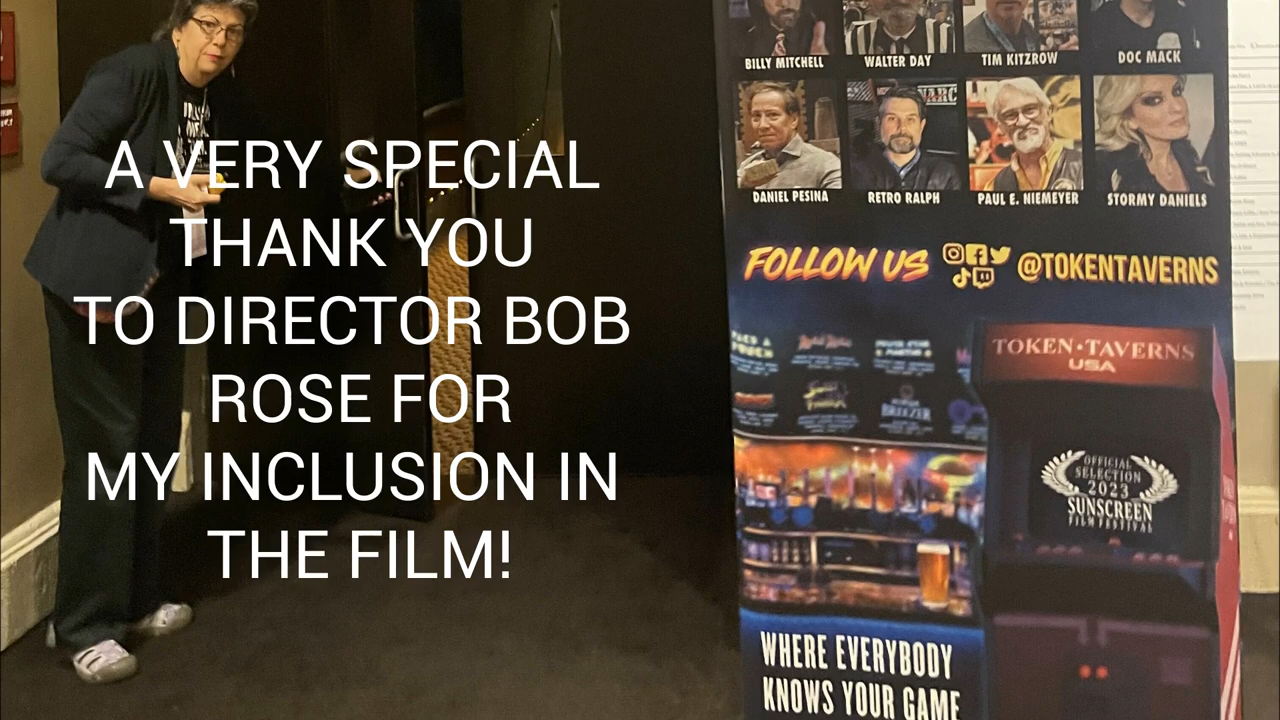 A VERY SPECIAL
THANK YOU
TO DIRECTOR BOB
ROSE FOR
MY INCLUSION IN
THE FILM!
BILLY MITCHELL
WALTER DAY
TIM KITZROW
DOC MACK
NARC
DANIEL PESINA
RETRO RALPH
PAUL E. NIEMEYER
STORMY DANIELS
FOLLOW US
@TOKENTAVERNS
TOKEN•TAVERNS
USA
OFFICIAL
SELECTION
2023
SUNSCREEN
FILM FESTIVAL
WHERE EVERYBODY
KNOWS YOUR GAME